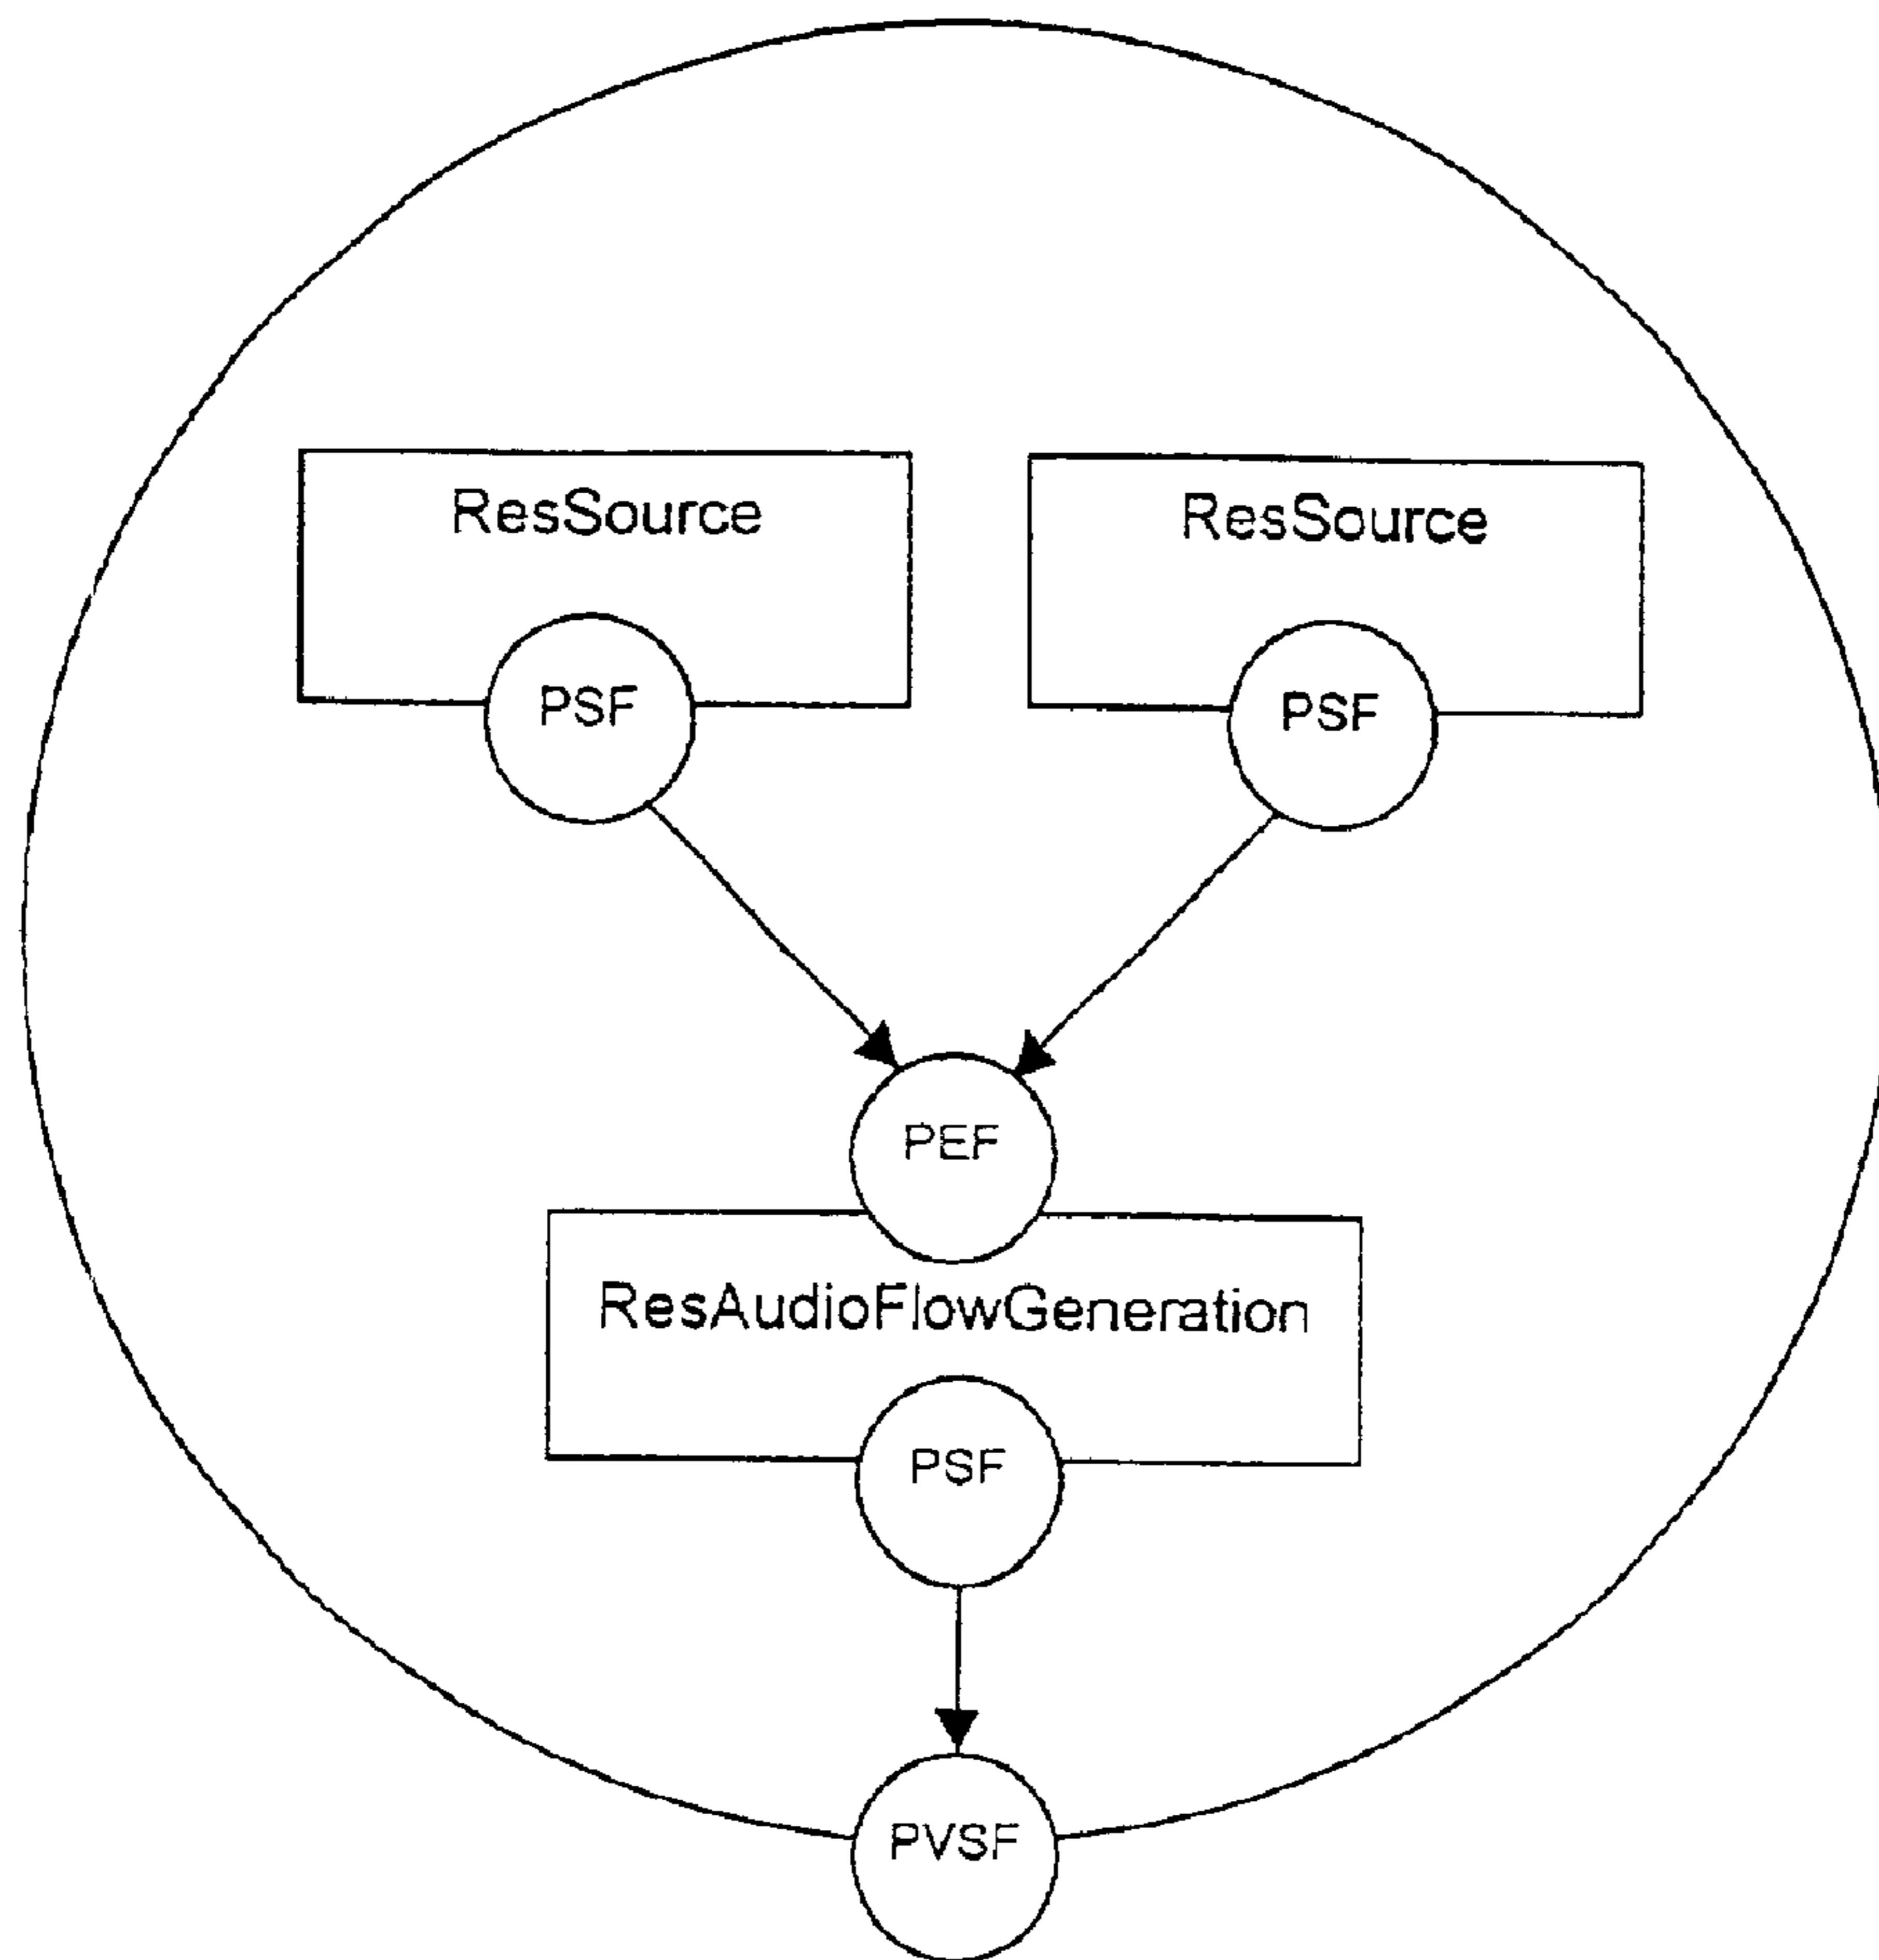 ResSource
ResSource
PSF
PSF
PEF
ResAudioFlowGeneration
PSF
PVSF